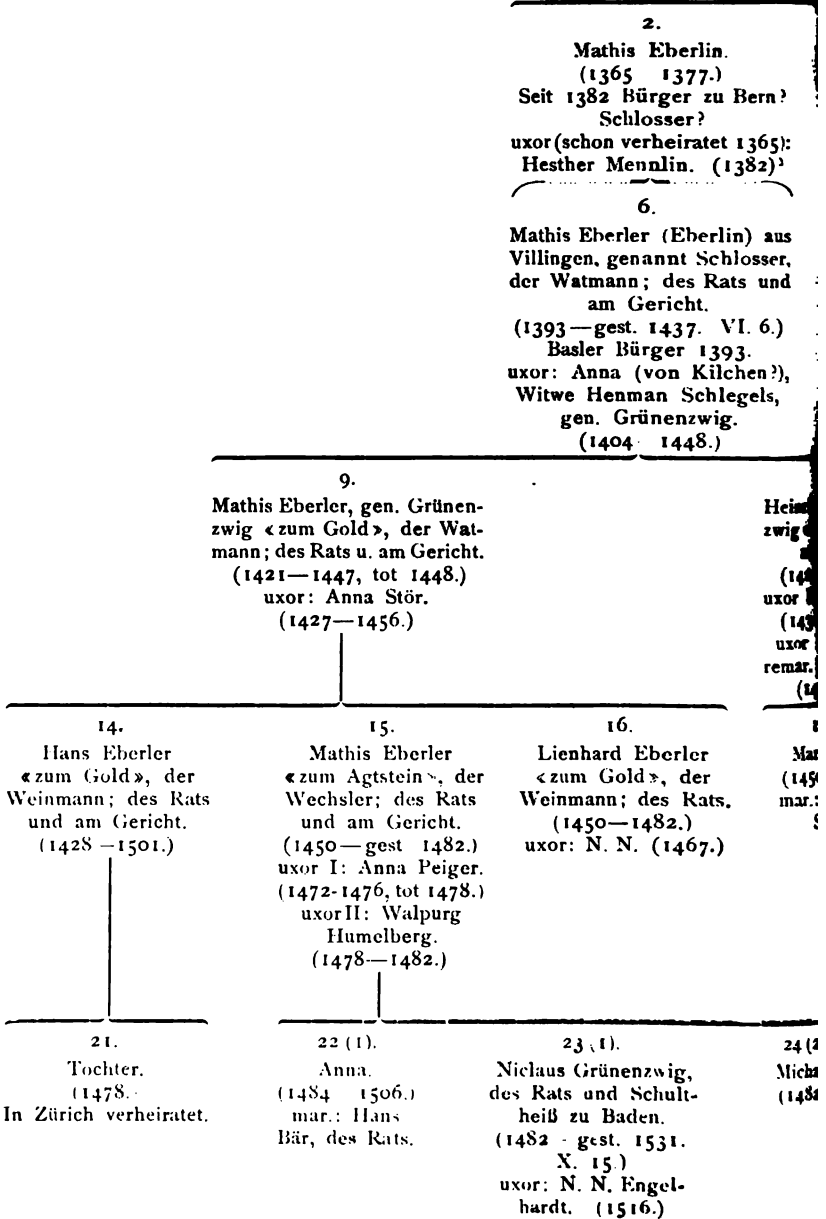 2.
Mathis Eberlin.
(1365 1377.)
Seit 1382 Bürger zu Bern?
Schlosser?
uxor (schon verheiratet 1365):
Hesther Mennlin. (1382)³
6.
Mathis Eberler (Eberlin) aus
Villingen, genannt Schlosser,
der Watmann; des Rats und
am Gericht.
(1393—gest. 1437. VI. 6.)
Basler Bürger 1393.
uxor: Anna (von Kilchen?),
Witwe Henman Schlegels,
gen. Grünenzwig.
(1404 1448.)
9.
Mathis Eberler, gen. Grünen-
zwig «zum Gold», der Wat-
mann; des Rats u. am Gericht.
(1421—1447, tot 1448.)
uxor: Anna Stör.
(1427—1456.)
zwig
uxor
uxor
remar.
14.
Hans Eberler
«zum Gold», der
Weinmann; des Rats
und am Gericht.
(1428—1501.)
15.
Mathis Eberler
«zum Agtstein», der
Wechsler; des Rats
und am Gericht.
(1450—gest 1482.)
uxor I: Anna Peiger.
(1472-1476, tot 1478.)
uxor II: Walpurg
Humelberg.
(1478—1482.)
16.
Lienhard Eberler
«zum Gold», der
Weinmann; des Rats.
(1450—1482.)
uxor: N. N. (1467.)
mar.:
21.
Tochter.
(1478.
In Zürich verheiratet.
22 (1).
Anna.
(1484 1506.)
mar.: Hans
Bär, des Rats.
23 (1).
Niclaus Grünenzwig,
des Rats und Schult-
heiß zu Baden.
(1482 - gest. 1531.
X. 15.)
uxor: N. N. Engel-
hardt. (1516.)
24 (2